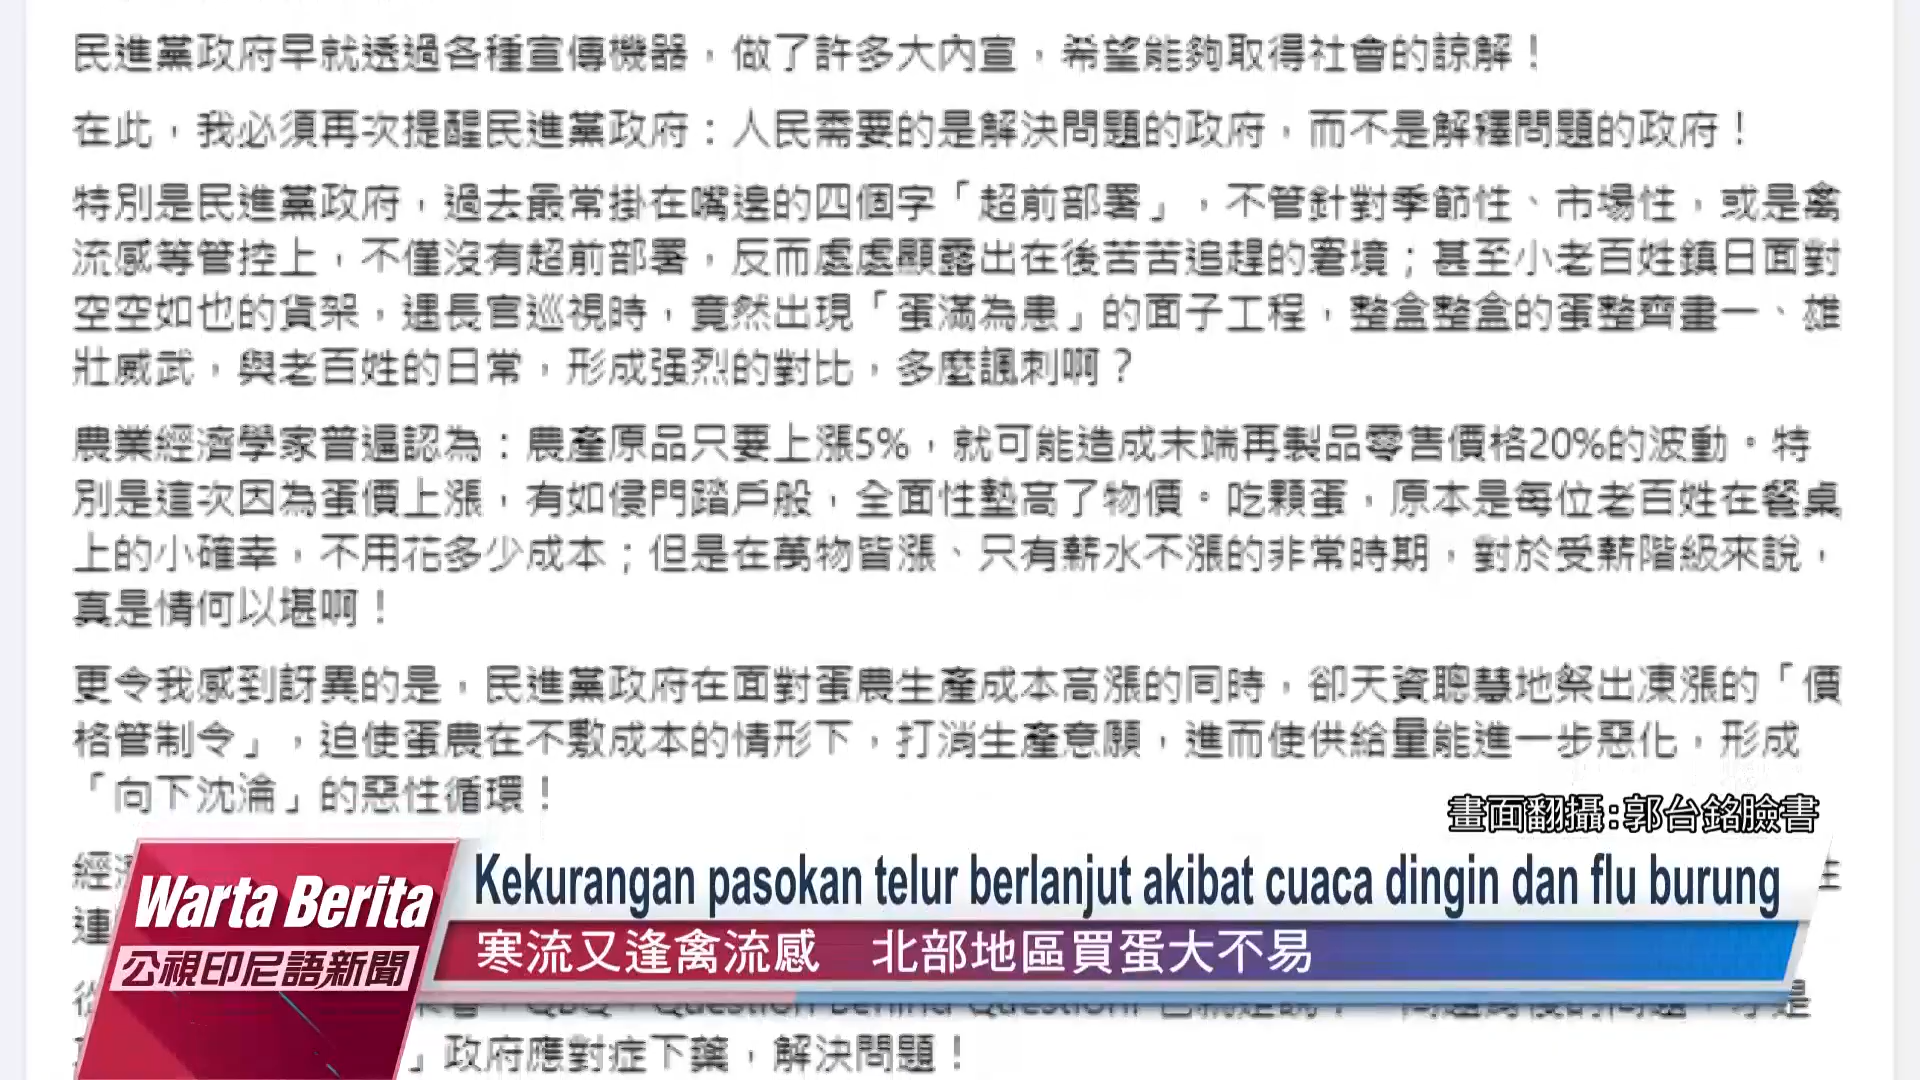 民進黨政府早就透過各種宣傳機器，做了許多大內宣，希望能夠取得社會的諒解！
在此，我必須再次提醒民進黨政府：人民需要的是解決問題的政府，而不是解釋問題的政府！
特別是民進黨政府，過去最常掛在嘴邊的四個字「超前部署」，不管針對季節性、市場性，或是禽
流感等管控上，不僅沒有超前部署，反而處處顯露出在後苦苦追趕的窘境；甚至小老百姓鎮日面對
空空如也的貨架，遇長官巡視時，竟然出現「蛋滿為患」的面子工程，整盒整盒的蛋整齊畫一、雄
壯威武，與老百姓的日常，形成强烈的對比，多麼諷刺啊？
農業經濟學家普遍認為：農產原品只要上漲5%，就可能造成末端再製品零售價格20%的波動。特
別是這次因為蛋價上漲，有如侵門踏戶般，全面性墊高了物價。吃顆蛋，原本是每位老百姓在餐桌
上的小確幸，不用花多少成本；但是在萬物皆漲、只有薪水不漲的非常時期，對於受薪階級來說，
真是情何以堪啊！
更令我感到訝異的是，民進黨政府在面對蛋農生產成本高漲的同時，卻天資聰慧地祭出凍漲的「價
格管制令」，迫使蛋農在不敷成本的情形下，打消生產意願，進而使供給量能進一步惡化，形成
「向下沈淪」的惡性循環！
畫面翻攝:郭台銘臉書
經
連
Warta Berita
公視印尼語新聞
Kekurangan pasokan telur berlanjut akibat cuaca dingin dan flu burung
寒流又逢禽流感　北部地區買蛋大不易
Question Behind Question
是
」政府應對症下藥，解決問題！